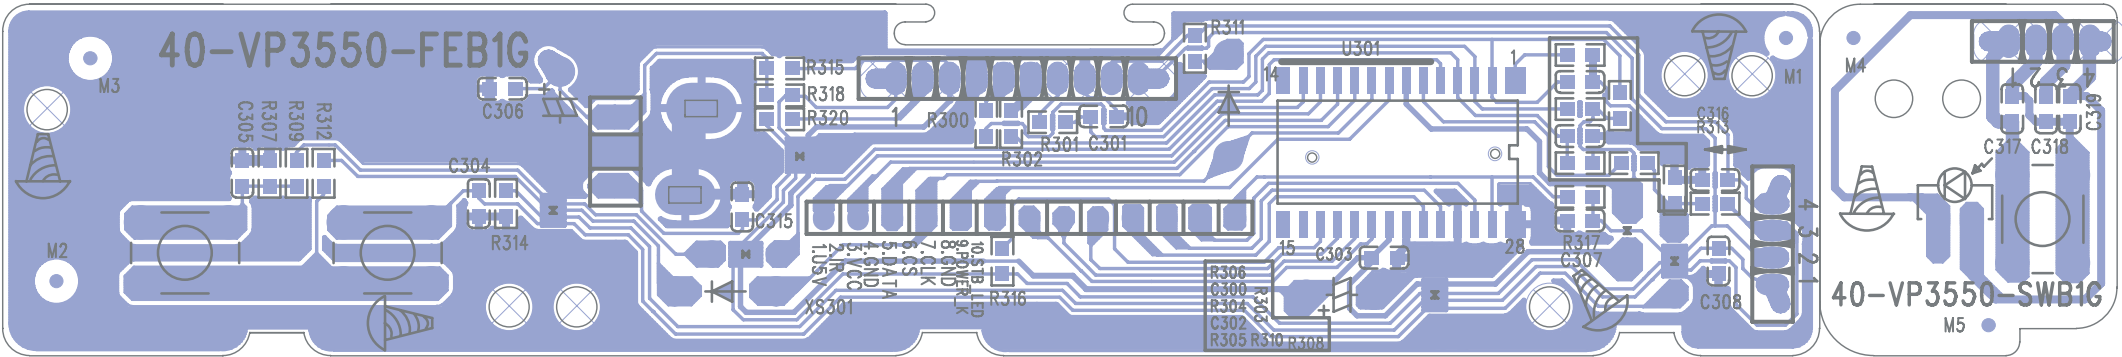 40-VP3550-FEB1G
M3
C305
R307
R309
R312
C304
R314
M2
C306
+
R315
R318
R320
C315
1
10
R300
R302
R301
C301
R311
U301
14
1
15
28
1.U5V
2.IR
3.VCC
4.GND
5.DATA
6.CS
7.CLK
8.GND
9.POWER_K
10.STB_LED
XS301
R316
C303
R306
C300
R304
C302
R305
R310
R308
R303
+
R317
C307
C316
R313
M1
C308
4
3
2
1
M4
1
2
3
4
C319
C317
C318
40-VP3550-SWB1G
M5